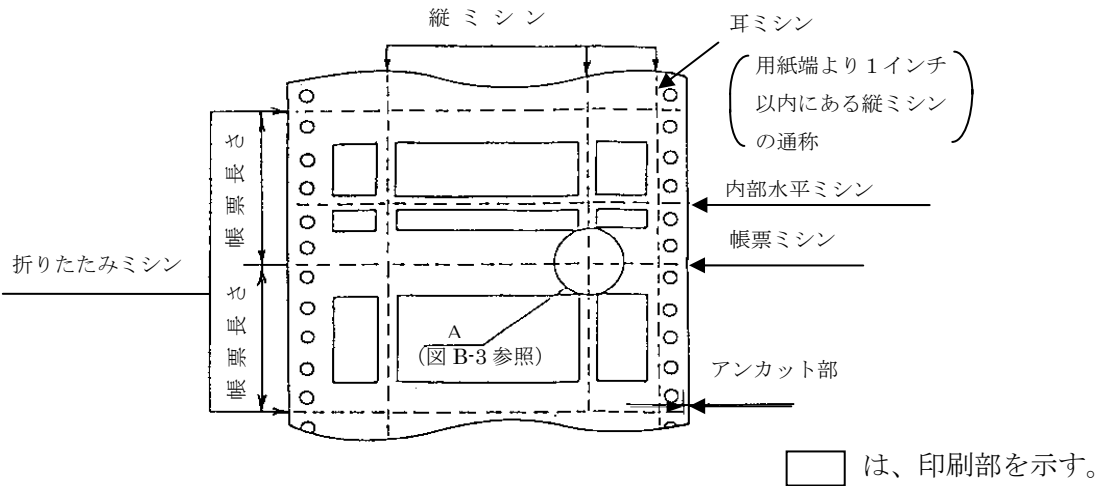 縦ミシン
耳ミシン
用紙端より1インチ
以内にある縦ミシン
の通称
内部水平ミシン
帳票ミシン
帳票長さ
折りたたみミシン
帳票長さ
A
(図 B-3 参照)
アンカット部
は、印刷部を示す。